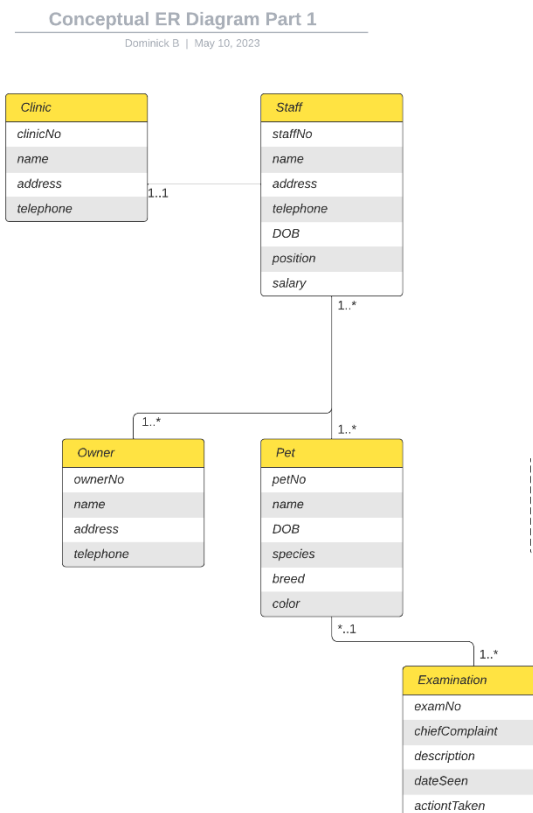 Conceptual ER Diagram Part 1
Dominick B | May 10, 2023
Clinic
clinicNo
name
address
telephone
1..1
Staff
staffNo
name
address
telephone
DOB
position
salary
1..*
1..*
Owner
ownerNo
name
address
telephone
1..*
Pet
petNo
name
DOB
species
breed
color
*..1
1..*
Examination
examNo
chiefComplaint
description
dateSeen
actiontTaken